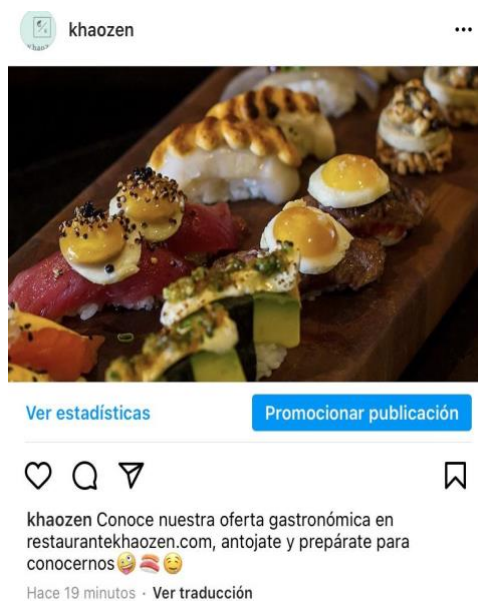 khaozen
Ver estadísticas
Promocionar publicación
khaozen Conoce nuestra oferta gastronómica en
restaurantekhaozen.com, antojate y prepárate para
conocernos🤪🍣🤤
Hace 19 minutos · Ver traducción